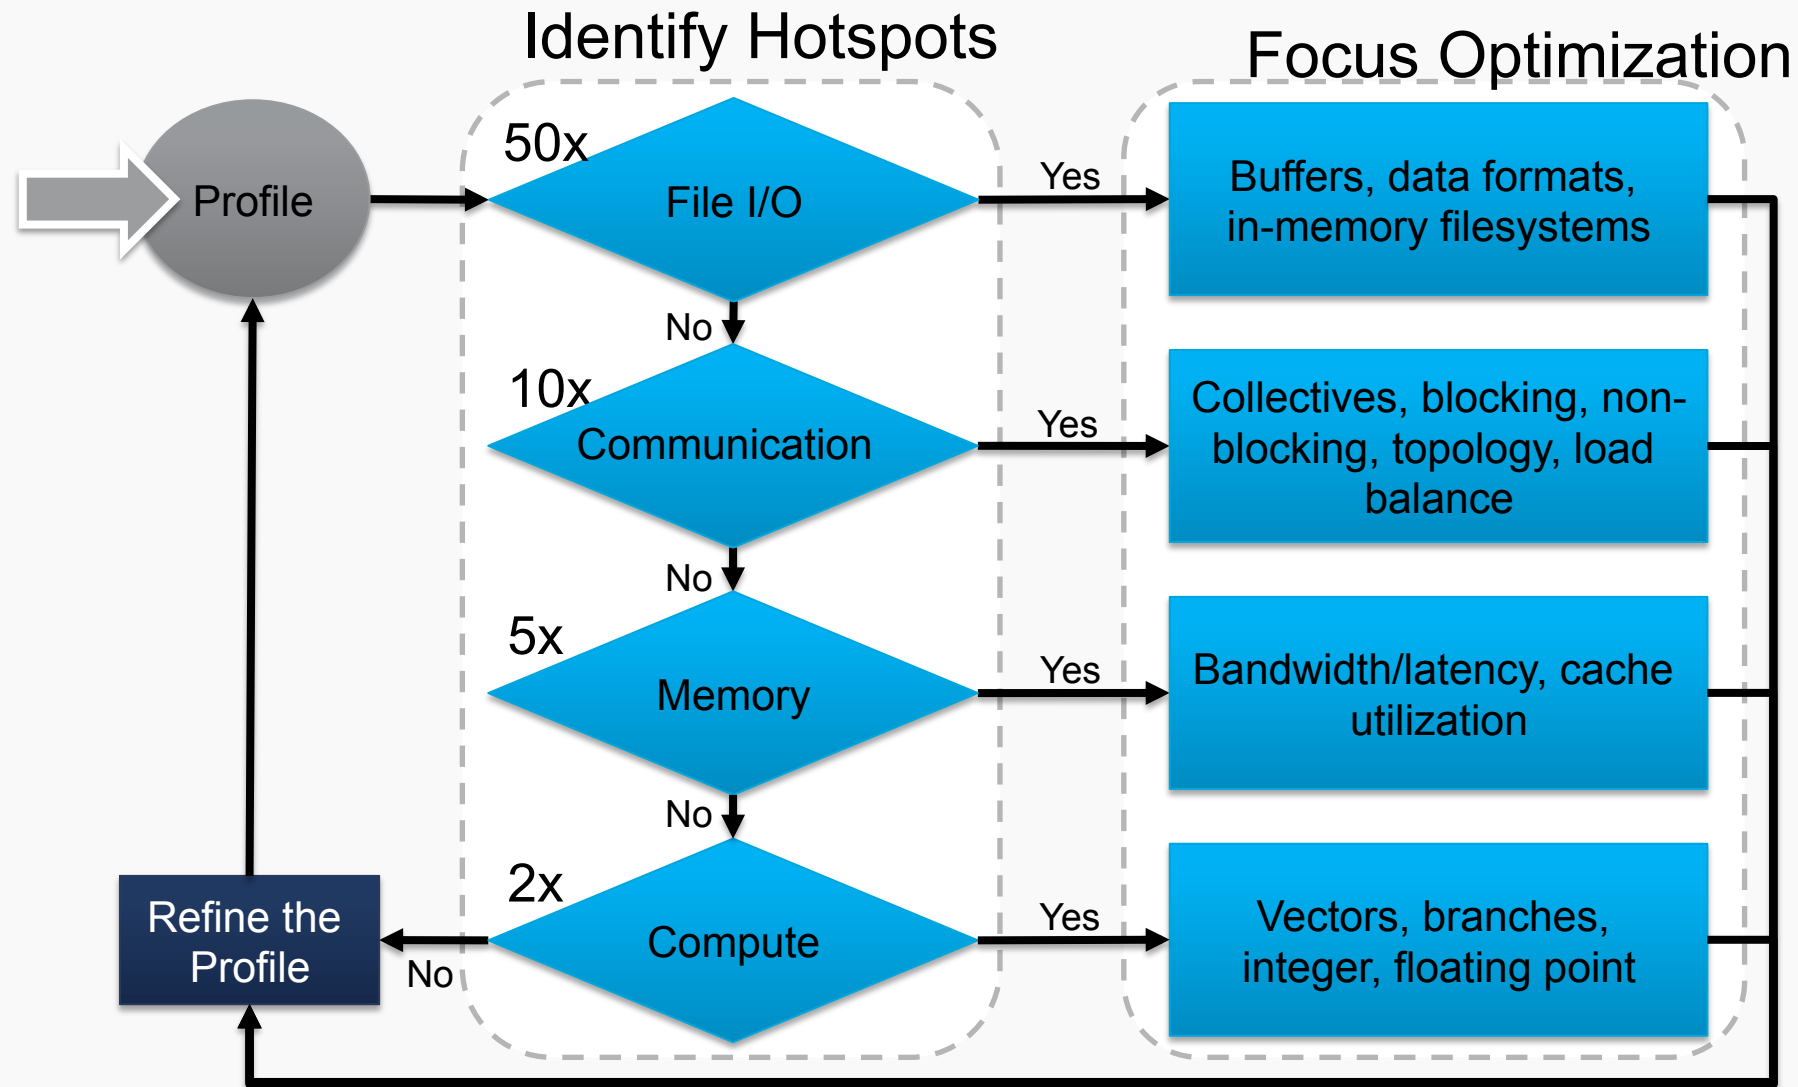 Identify Hotspots
Focus Optimization
Profile
50x
File I/O
Yes
Buffers, data formats,
in-memory filesystems
No
10x
Communication
Yes
Collectives, blocking, non-
blocking, topology, load
balance
No
5x
Memory
Yes
Bandwidth/latency, cache
utilization
No
2x
Compute
Yes
Vectors, branches,
integer, floating point
No
Refine the
Profile